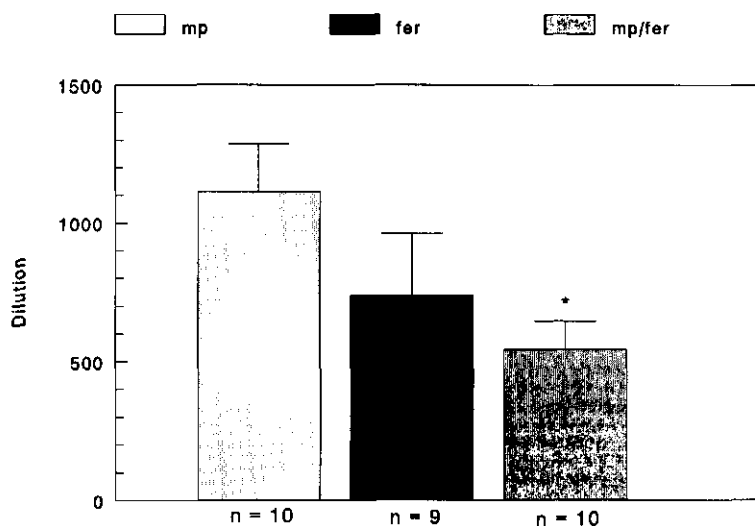 mp fer mp/fer
1500
1000
500
0
Dilution
*
n = 10 n = 9 n = 10